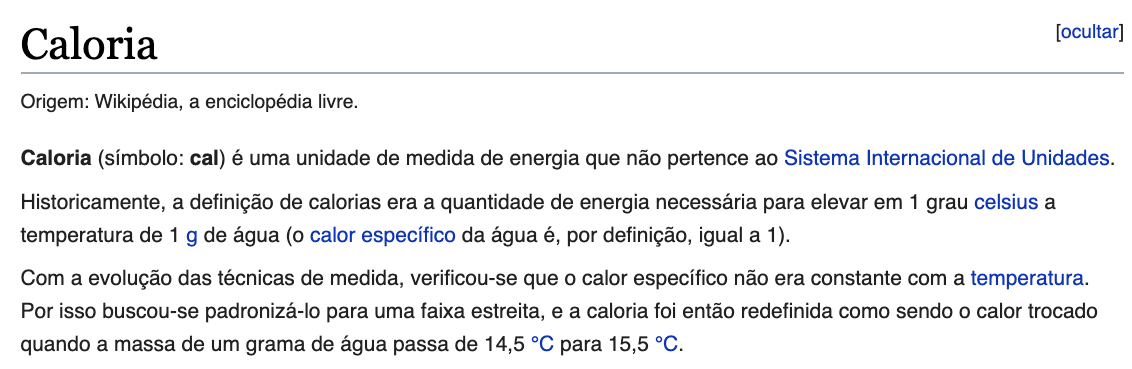 Caloria
[ocultar]
Origem: Wikipédia, a enciclopédia livre.
Caloria (símbolo: cal) é uma unidade de medida de energia que não pertence ao Sistema Internacional de Unidades.
Historicamente, a definição de calorias era a quantidade de energia necessária para elevar em 1 grau celsius a
temperatura de 1 g de água (o calor específico da água é, por definição, igual a 1).
Com a evolução das técnicas de medida, verificou-se que o calor específico não era constante com a temperatura.
Por isso buscou-se padronizá-lo para uma faixa estreita, e a caloria foi então redefinida como sendo o calor trocado
quando a massa de um grama de água passa de 14,5 °C para 15,5 °C.